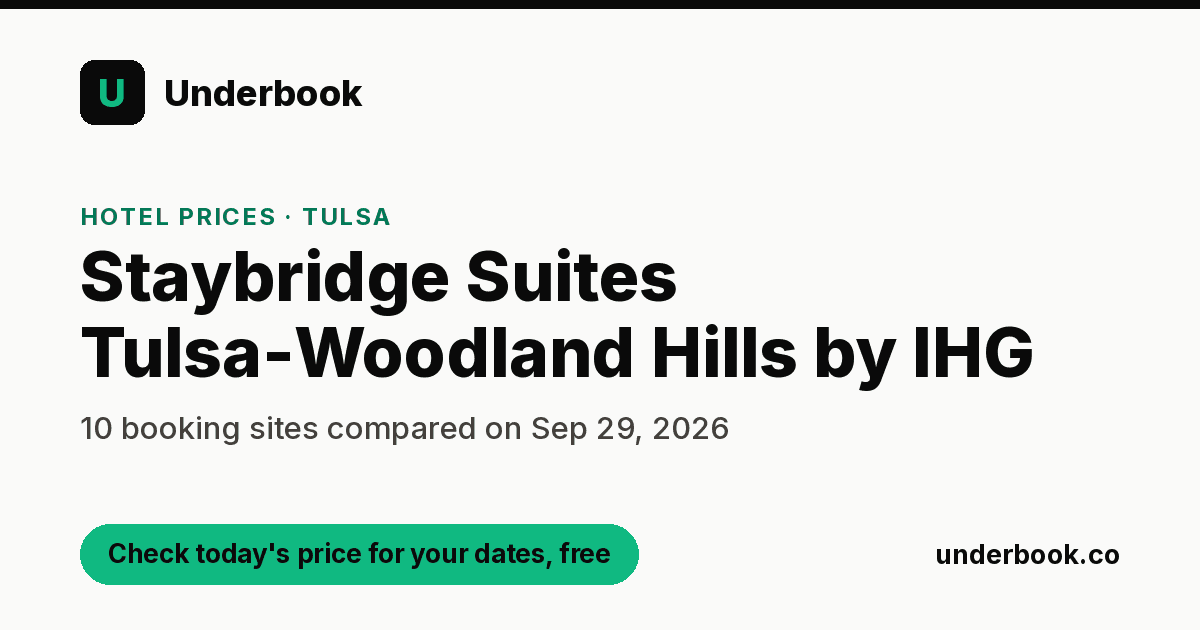 U Underbook
HOTEL PRICES · TULSA
Staybridge Suites
Tulsa-Woodland Hills by IHG
10 booking sites compared on Sep 29, 2026
Check today's price for your dates, free
underbook.co